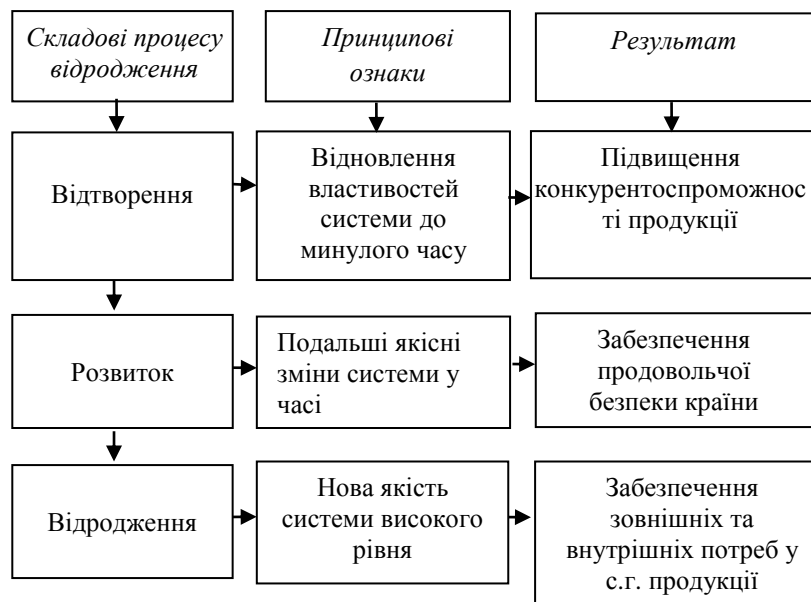 Складові процесу
відродження
Принципові
ознаки
Результат
Відтворення
Відновлення
властивостей
системи до
минулого часу
Підвищення
конкурентоспроможнос
ті продукції
Розвиток
Подальші якісні
зміни системи у
часі
Забезпечення
продовольчої
безпеки країни
Відродження
Нова якість
системи високого
рівня
Забезпечення
зовнішніх та
внутрішніх потреб у
с.г. продукції